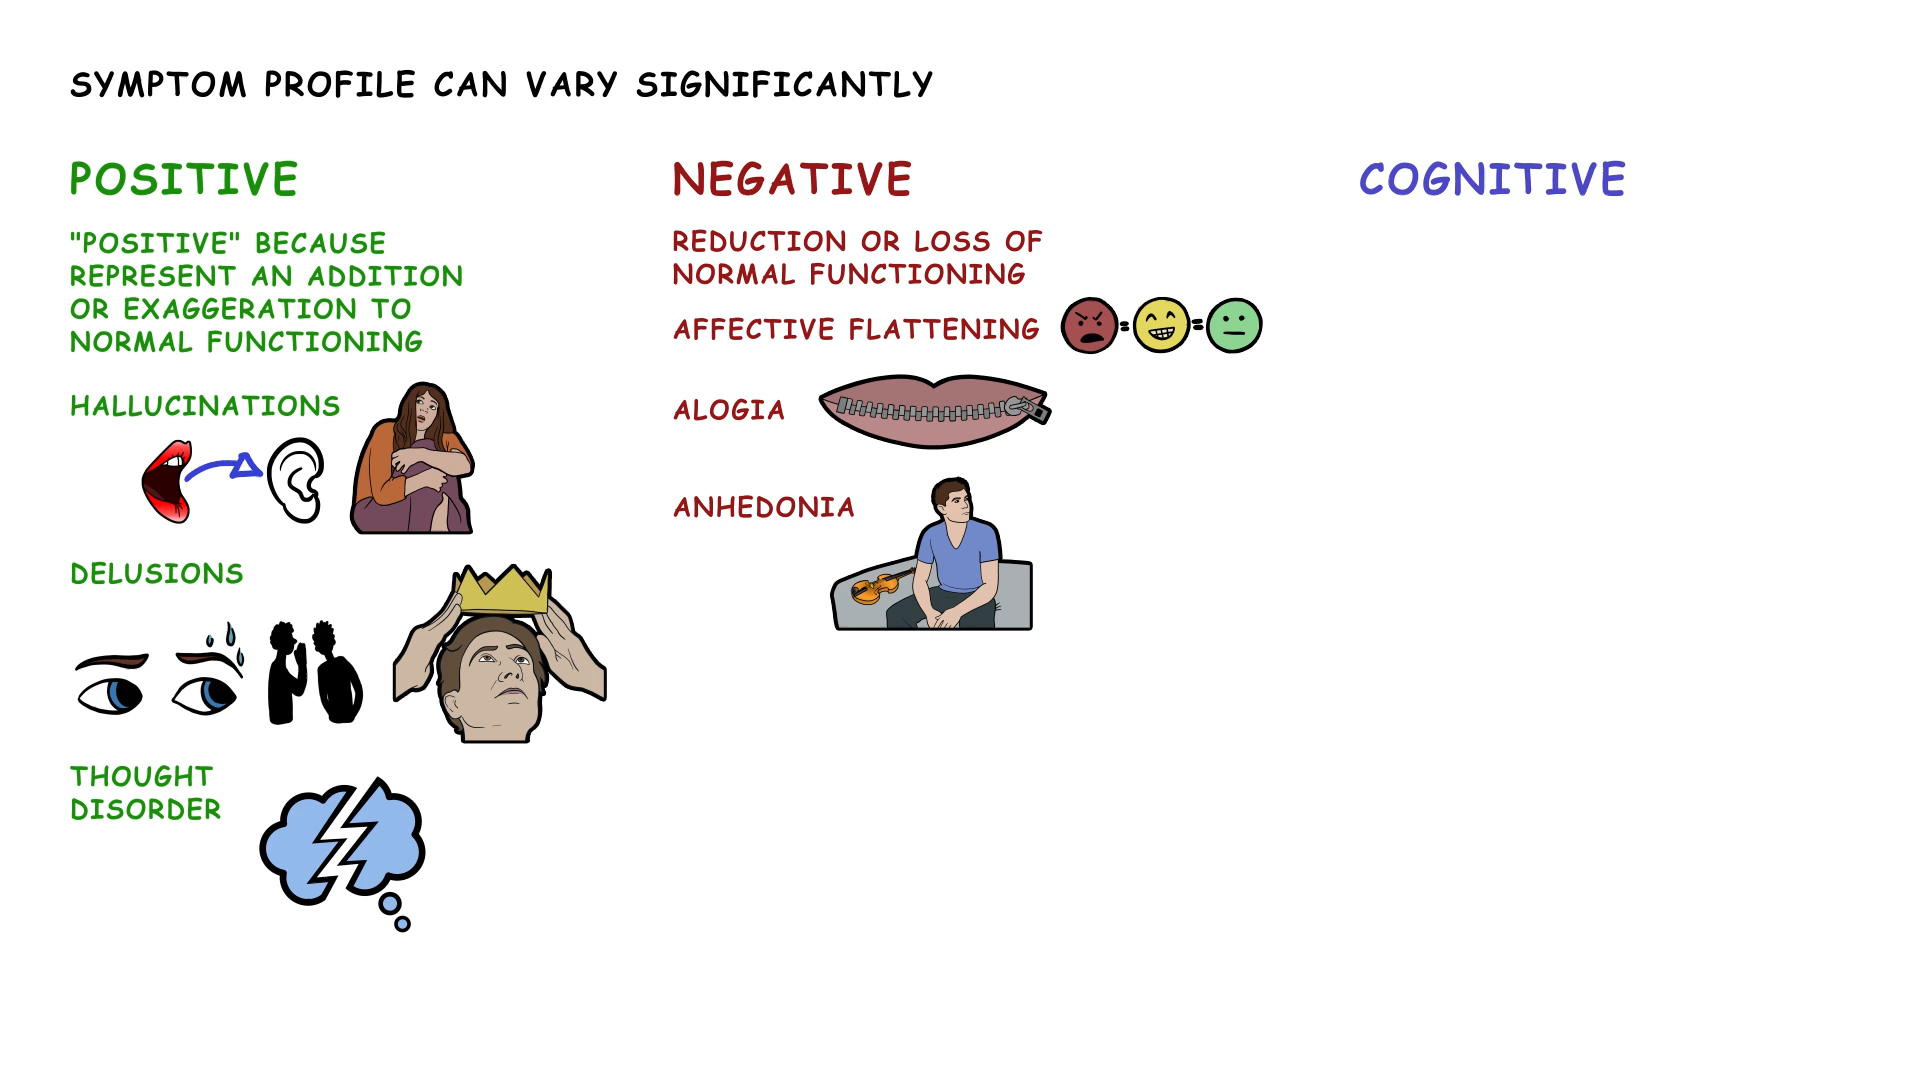 SYMPTOM PROFILE CAN VARY SIGNIFICANTLY
POSITIVE
"POSITIVE" BECAUSE
REPRESENT AN ADDITION
OR EXAGGERATION TO
NORMAL FUNCTIONING
HALLUCINATIONS
DELUSIONS
THOUGHT
DISORDER
NEGATIVE
REDUCTION OR LOSS OF
NORMAL FUNCTIONING
AFFECTIVE FLATTENING
ALOGIA
ANHEDONIA
COGNITIVE